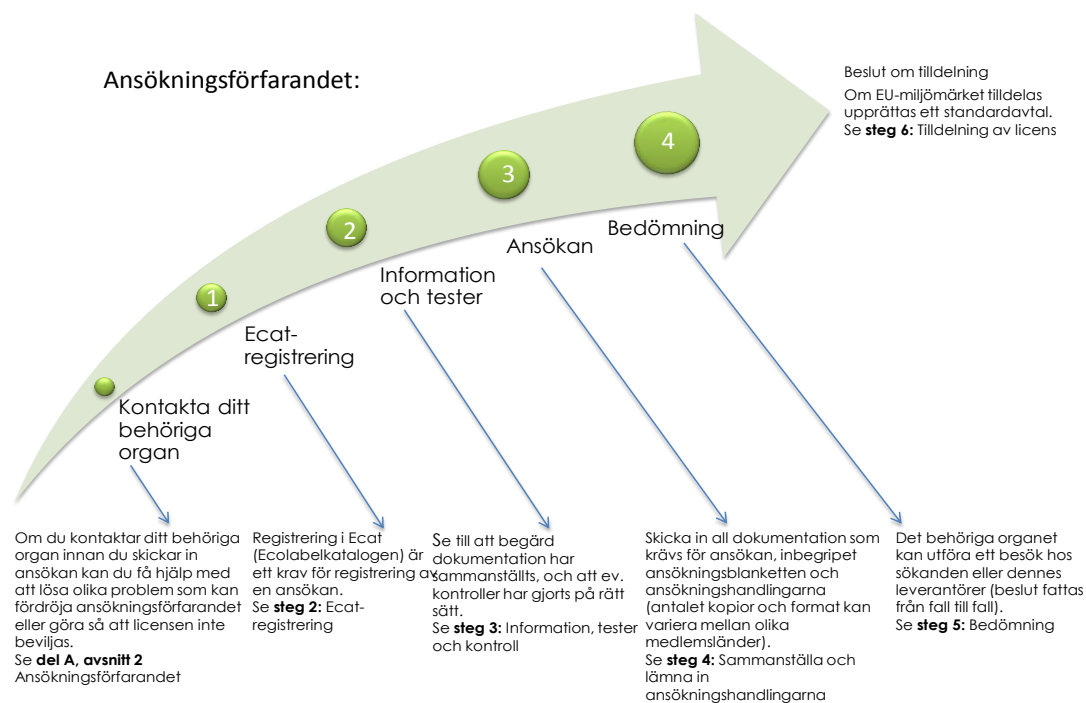 Ansökningsförfarandet:
Beslut om tilldelning
Om EU-miljömärket tilldelas
upprättas ett standardavtal.
Se steg 6: Tilldelning av licens
4
3
2
1
Bedömning
Ansökan
Information
och tester
Ecat-
registrering
Kontakta ditt
behöriga
organ
Om du kontaktar ditt behöriga
organ innan du skickar in
ansökan kan du få hjälp med
att lösa olika problem som kan
fördröja ansökningsförfarandet
eller göra så att licensen inte
beviljas.
Se del A, avsnitt 2
Ansökningsförfarandet
Registrering i Ecat
(Ecolabelkatalogen) är
ett krav för registrering av
en ansökan.
Se steg 2: Ecat-
registrering
Se till att begärd
dokumentation har
sammanställts, och att ev.
kontroller har gjorts på rätt
sätt.
Se steg 3: Information, tester
och kontroll
Skicka in all dokumentation som
krävs för ansökan, inbegripet
ansökningsblanketten och
ansökningshandlingarna
(antalet kopior och format kan
variera mellan olika
medlemsländer).
Se steg 4: Sammanställa och
lämna in
ansökningshandlingarna
Det behöriga organet
kan utföra ett besök hos
sökanden eller dennes
leverantörer (beslut fattas
från fall till fall).
Se steg 5: Bedömning